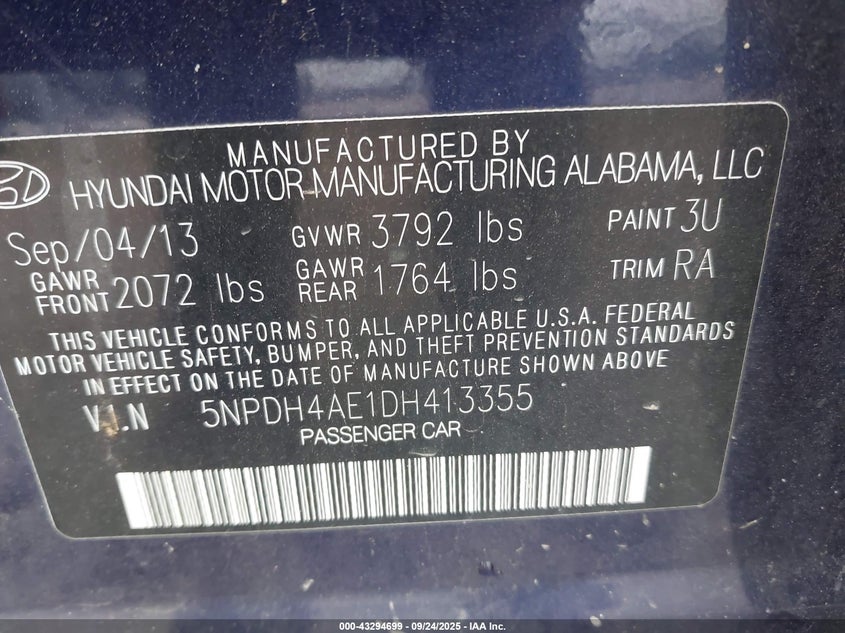 MANUFACTURED BY
HYUNDAI MOTOR MANUFACTURING ALABAMA, LLC
Sep/04/13 GVWR 3792 lbs PAINT 3U
GAWR FRONT 2072 lbs GAWR REAR 1764 lbs TRIM RA
THIS VEHICLE CONFORMS TO ALL APPLICABLE U.S.A. FEDERAL
MOTOR VEHICLE SAFETY, BUMPER, AND THEFT PREVENTION STANDARDS
IN EFFECT ON THE DATE OF MANUFACTURE SHOWN ABOVE
V.I.N 5NPDH4AE1DH413355
PASSENGER CAR
000-43294699 - 09/24/2025 - IAA Inc.